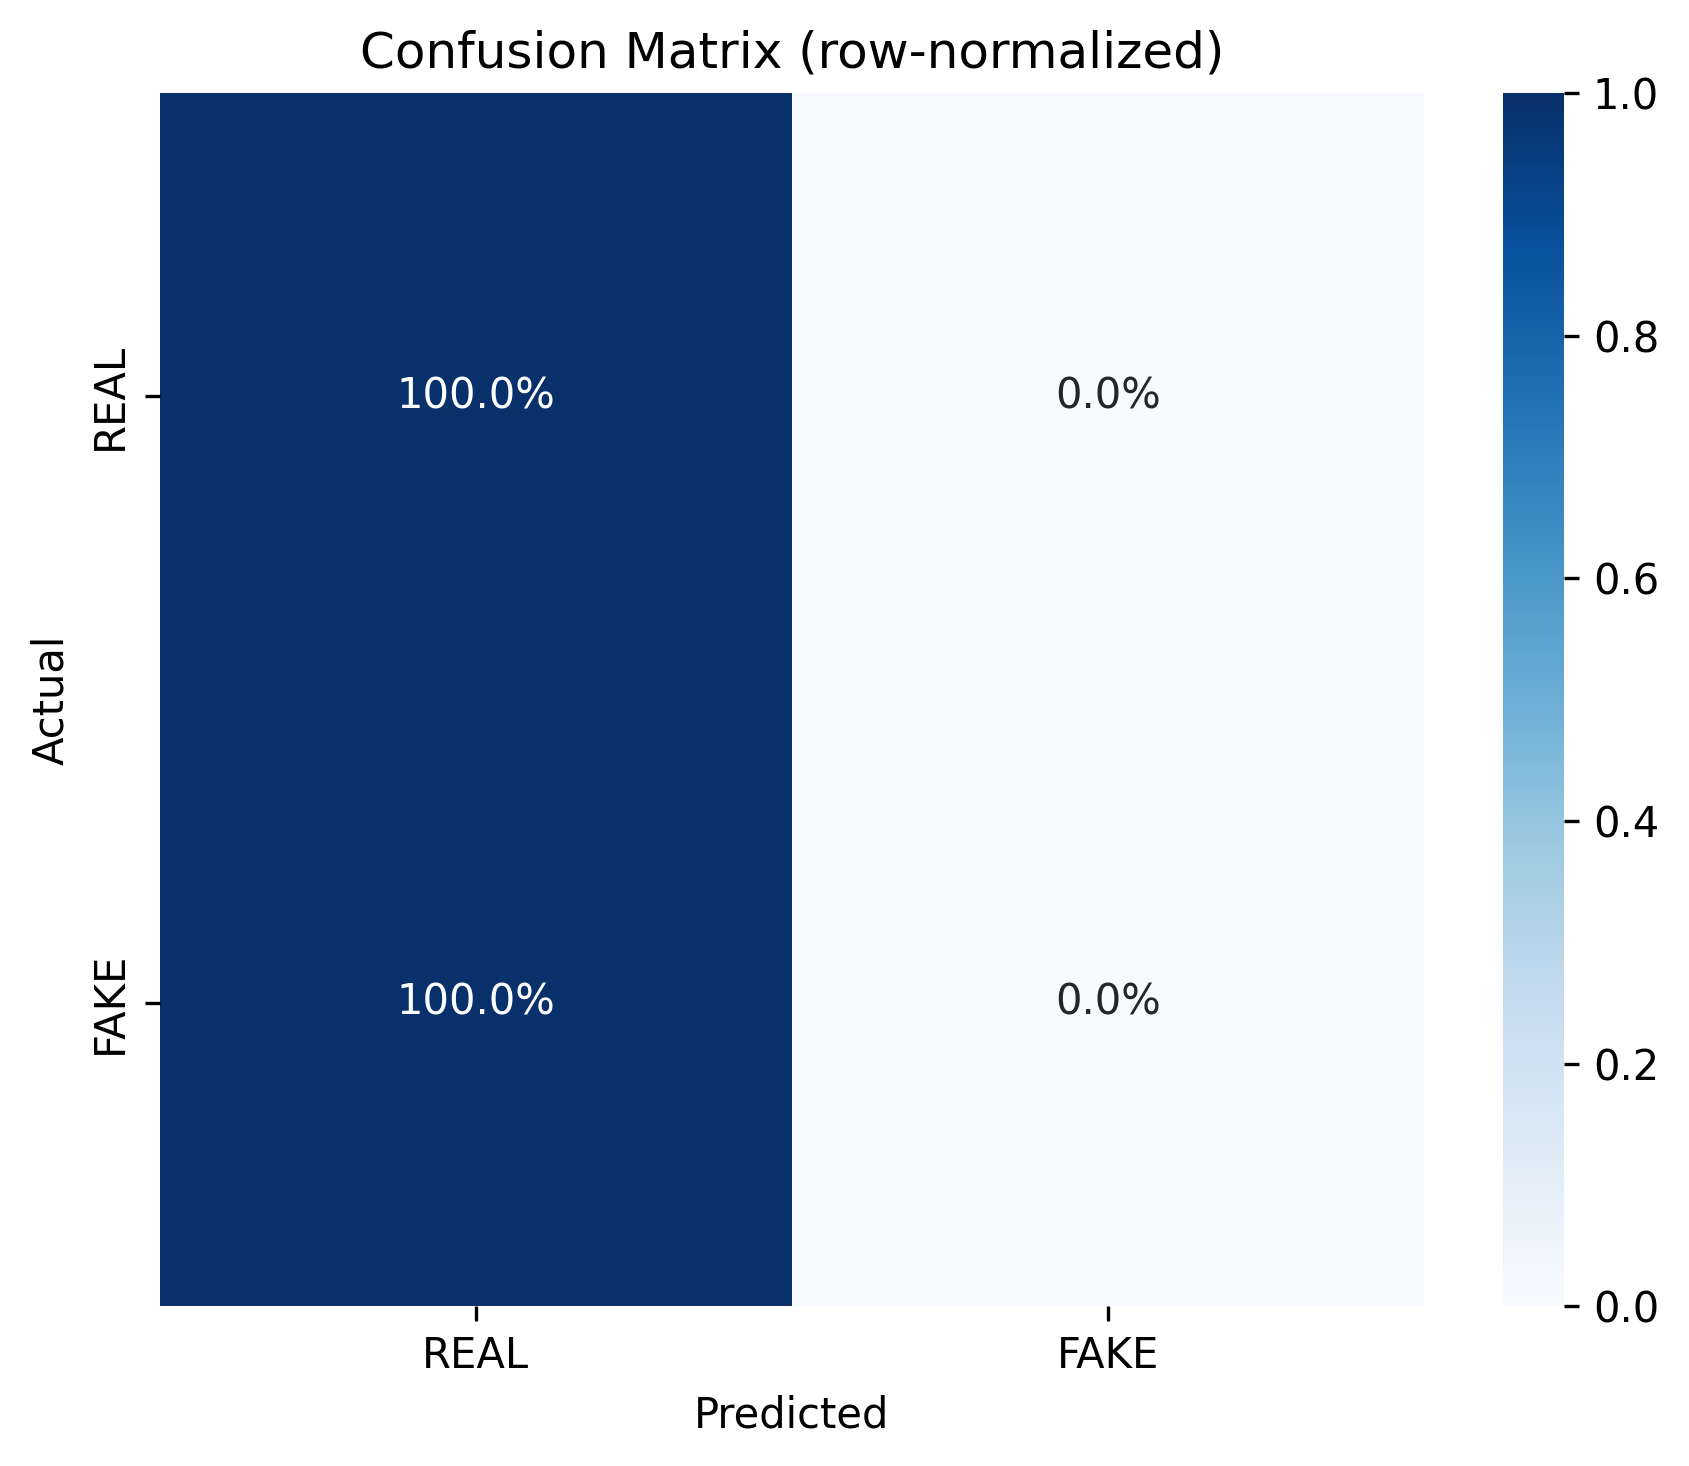 Confusion Matrix (row-normalized)
Actual
REAL
100.0%
0.0%
FAKE
100.0%
0.0%
REAL
FAKE
Predicted
1.0
0.8
0.6
0.4
0.2
0.0